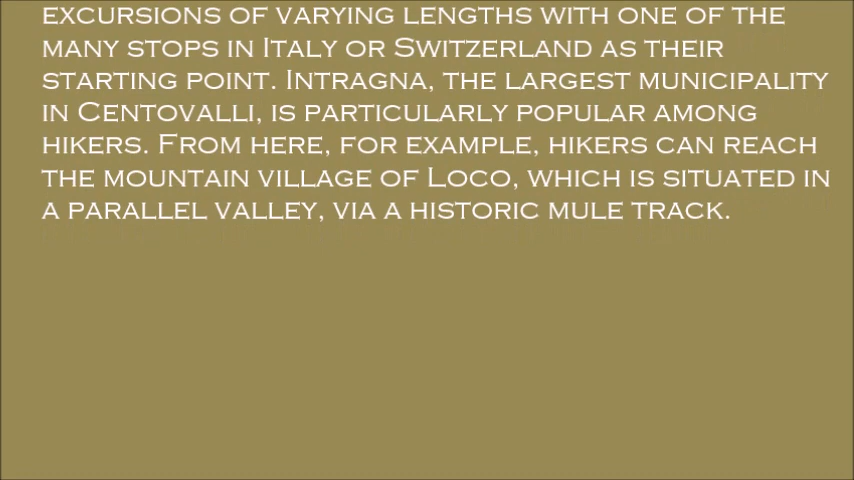 EXCURSIONS OF VARYING LENGTHS WITH ONE OF THE
MANY STOPS IN ITALY OR SWITZERLAND AS THEIR
STARTING POINT. INTRAGNA, THE LARGEST MUNICIPALITY
IN CENTOVALLI, IS PARTICULARLY POPULAR AMONG
HIKERS. FROM HERE, FOR EXAMPLE, HIKERS CAN REACH
THE MOUNTAIN VILLAGE OF LOCO, WHICH IS SITUATED IN
A PARALLEL VALLEY, VIA A HISTORIC MULE TRACK.